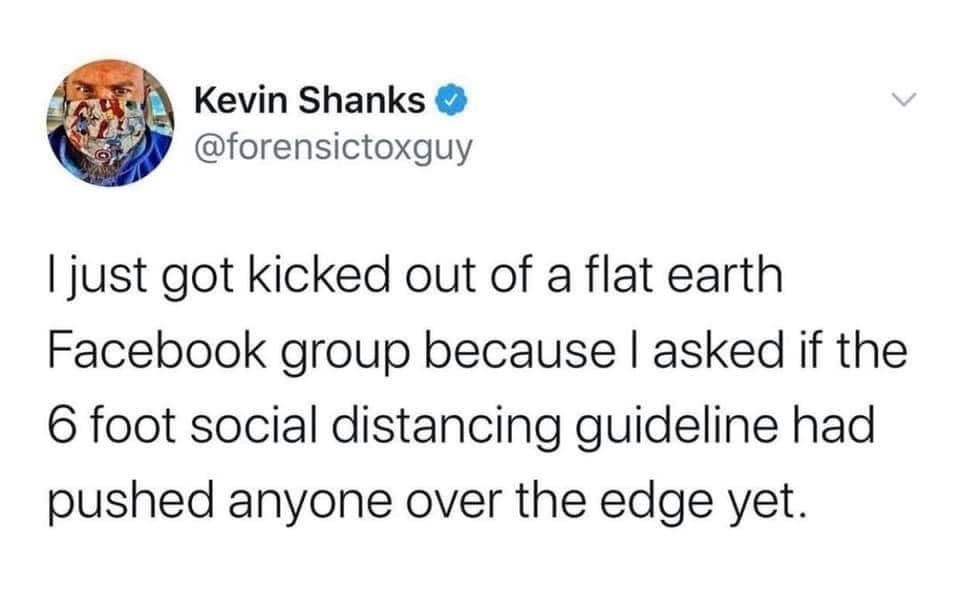 Kevin Shanks
@forensictoxguy
I just got kicked out of a flat earth
Facebook group because I asked if the
6 foot social distancing guideline had
pushed anyone over the edge yet.